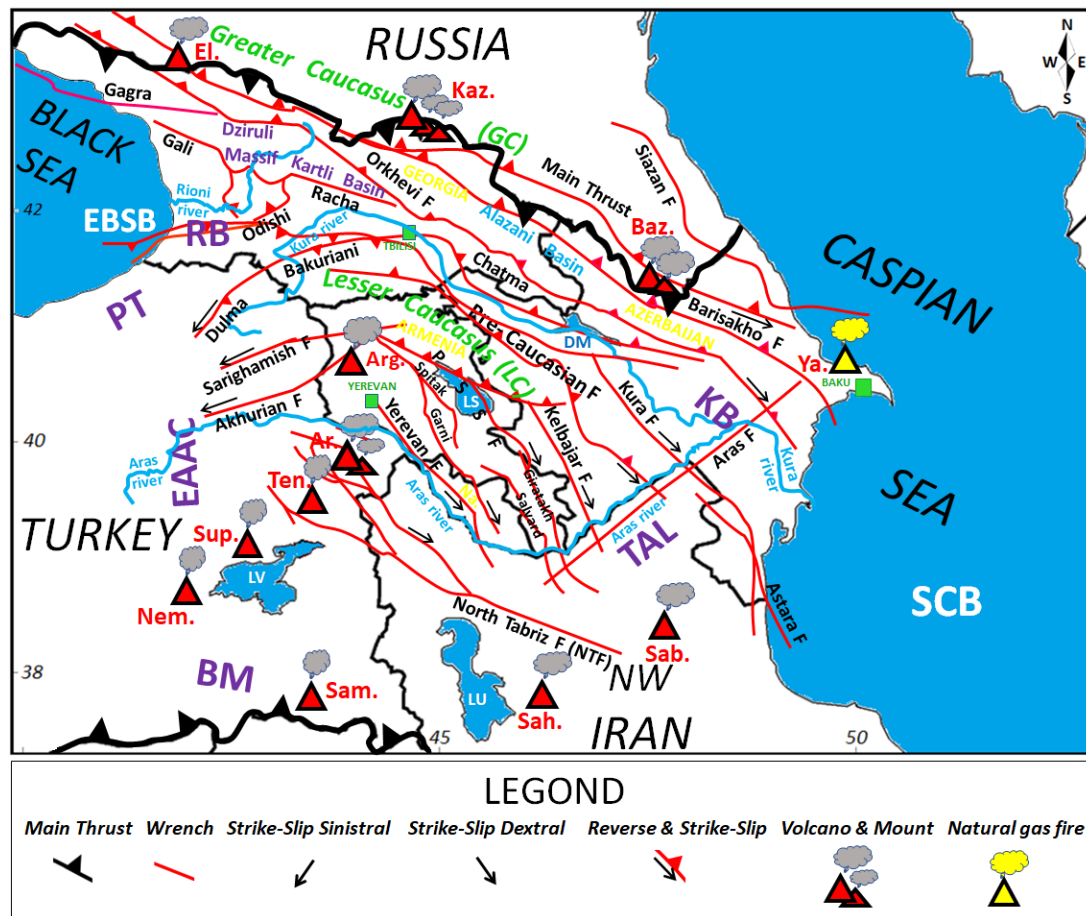 RUSSIA
N
W E
S
El.
Greater Caucasus
(GC)
Kaz.
Gagra
BLACK
SEA
Dziruli
Massif
Kartli Basin
Gali
Rioni
river
EBSB
RB
Odishi
Racha
Orkhevi F
GEORGIA
Main Thrust
Siazan F
42
Kura river
TBILISI
Alazani Basin
Baz.
CASPIAN
SEA
Bakuriani
Chatma
PT
Dulma
Lesser Caucasus (LC)
ARMENIA
Pre- Caucasian F
DM
AZERBAIJAN
Barisakho F
Ya.
BAKU
Sarighamish F
Arg.
P S S F
Spitak
LS
YEREVAN
Garni
Akhurian F
Yerevan F
Kelbajar F
Kura F
KB
Aras F
Kura
river
40
EAAC
Aras
river
Ar.
Ten.
Na.
Giratakh
Salvard
Aras river
Aras river
TAL
TURKEY
Sup.
LV
Nem.
North Tabriz F (NTF)
Sab.
Astara F
SCB
38
BM
Sam.
LU
Sah.
NW
IRAN
45
50
LEGOND
Main Thrust
Wrench
Strike-Slip Sinistral
Strike-Slip Dextral
Reverse & Strike-Slip
Volcano & Mount
Natural gas fire